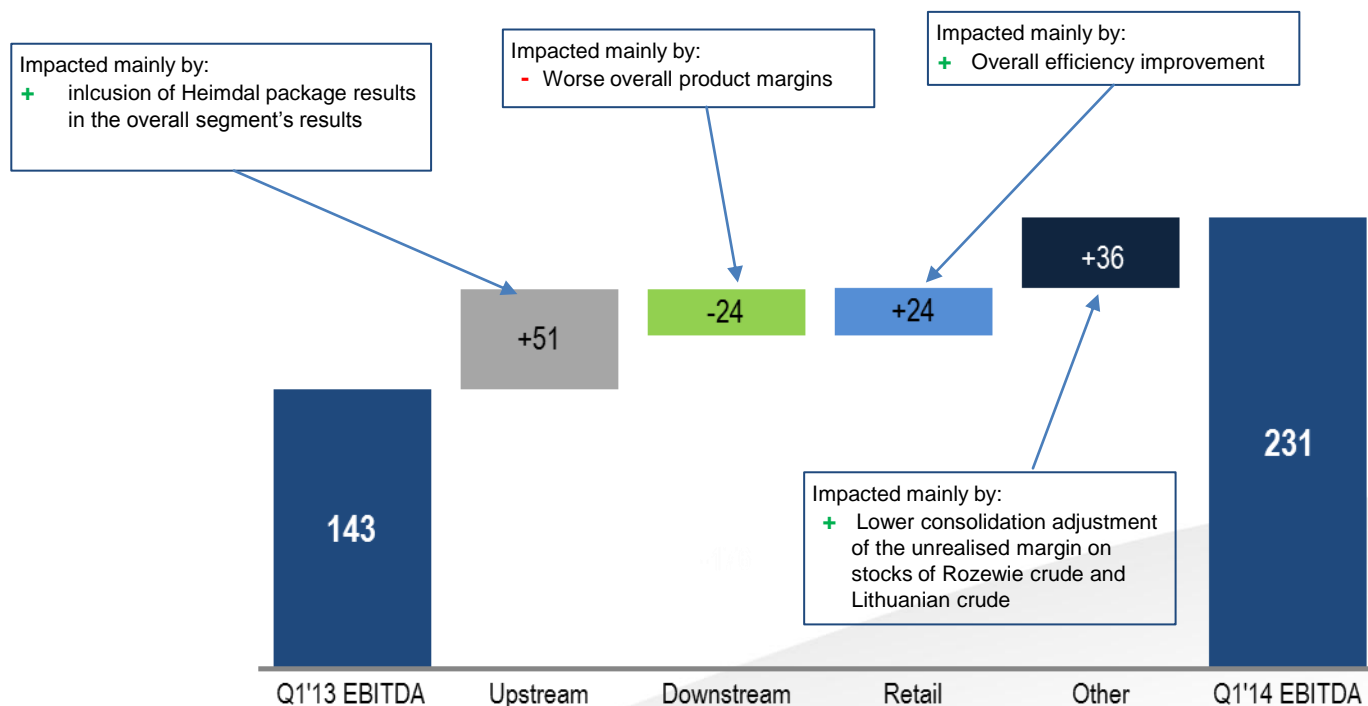 Impacted mainly by:
+ inlcusion of Heimdal package results
in the overall segment's results
Impacted mainly by:
- Worse overall product margins
Impacted mainly by:
+ Overall efficiency improvement
+51
-24
+24
+36
143
231
Impacted mainly by:
+ Lower consolidation adjustment
of the unrealised margin on
stocks of Rozewie crude and
Lithuanian crude
Q1'13 EBITDA
Upstream
Downstream
Retail
Other
Q1'14 EBITDA